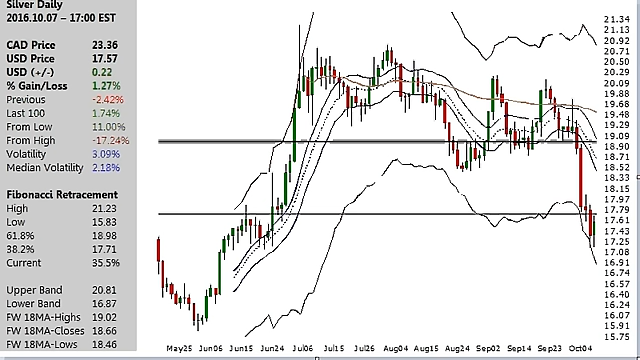 Silver Daily
2016.10.07 – 17:00 EST
CAD Price 23.36
USD Price 17.57
USD (+/-) 0.22
% Gain/Loss 1.27%
Previous -2.42%
Last 100 1.74%
From Low 11.00%
From High -17.24%
Volatility 3.09%
Median Volatility 2.18%
Fibonacci Retracement
High 21.23
Low 15.83
61.8% 18.98
38.2% 17.71
Current 35.5%
Upper Band 20.81
Lower Band 16.87
FW 18MA-Highs 19.02
FW 18MA-Closes 18.66
FW 18MA-Lows 18.46
21.34
21.13
20.92
20.71
20.50
20.29
20.09
19.88
19.68
19.48
19.29
19.09
18.90
18.71
18.52
18.33
18.15
17.97
17.79
17.61
17.43
17.25
17.08
16.91
16.74
16.57
16.40
16.24
16.07
15.91
15.75
May25 Jun06 Jun15 Jun24 Jul06 Jul15 Jul26 Aug04 Aug15 Aug24 Sep02 Sep14 Sep23 Oct04